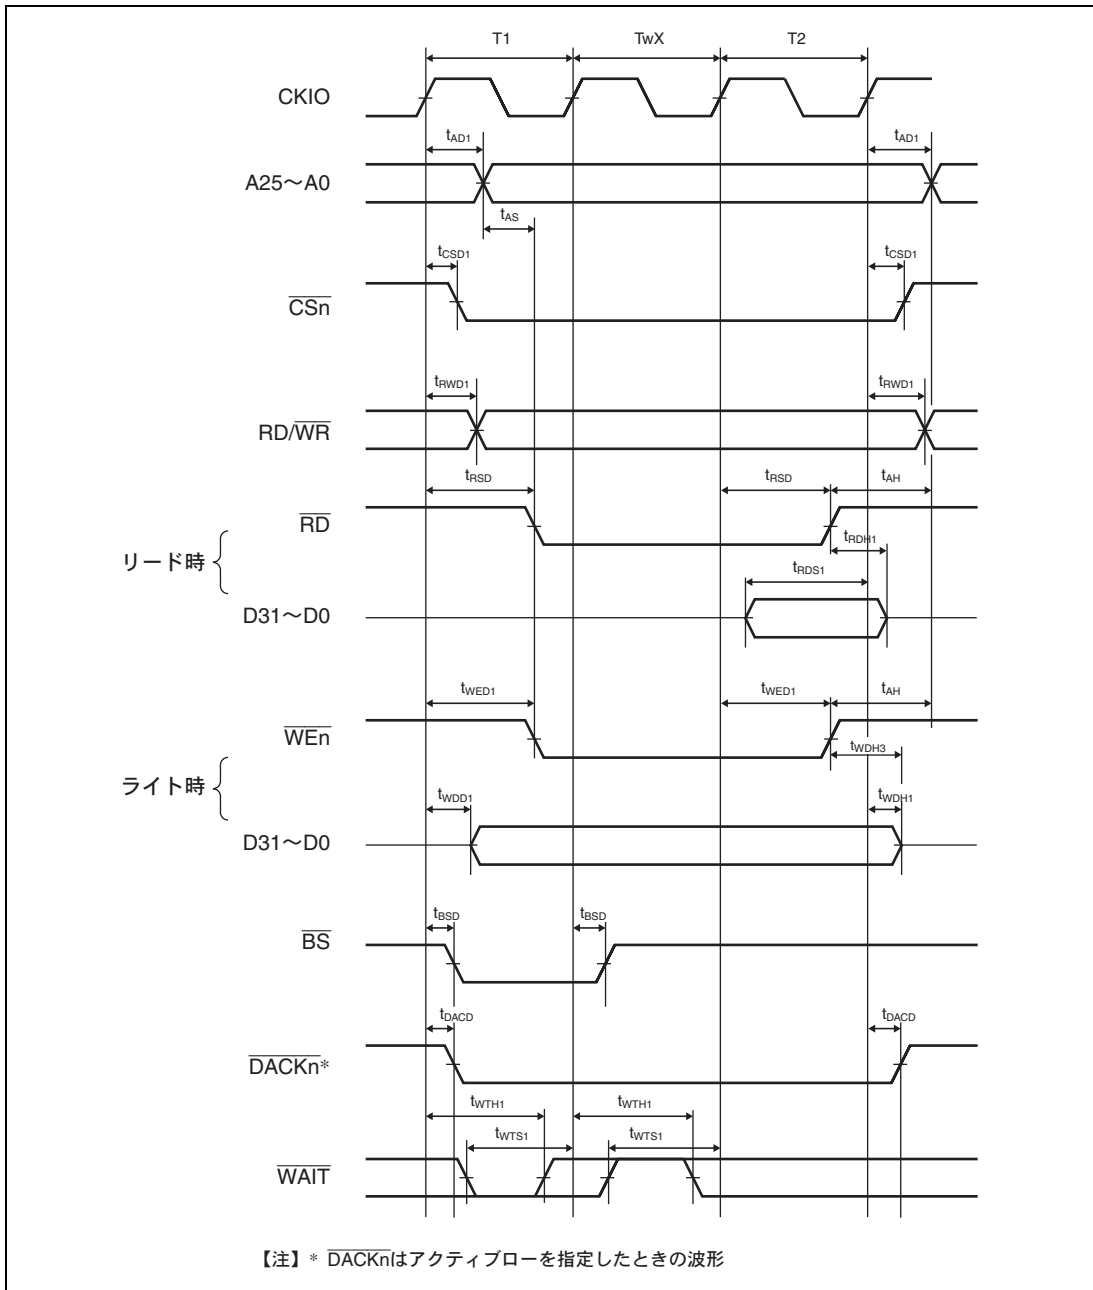 T1 TwX T2
CKIO
tAD1 tAD1
A25～A0
tAS
tCSD1 tCSD1
CSn
tRWD1 tRWD1
RD/WR
tRSD tRSD tAH
RD
tRDH1
リード時
tRDS1
D31～D0
tWED1 tWED1 tAH
WEn
tWDH3
ライト時
tWDD1 tWDH1
D31～D0
tBSD tBSD
BS
tDACD tDACD
DACKn*
tWTH1 tWTH1
tWTS1 tWTS1
WAIT
【注】* DACKnはアクティブローを指定したときの波形